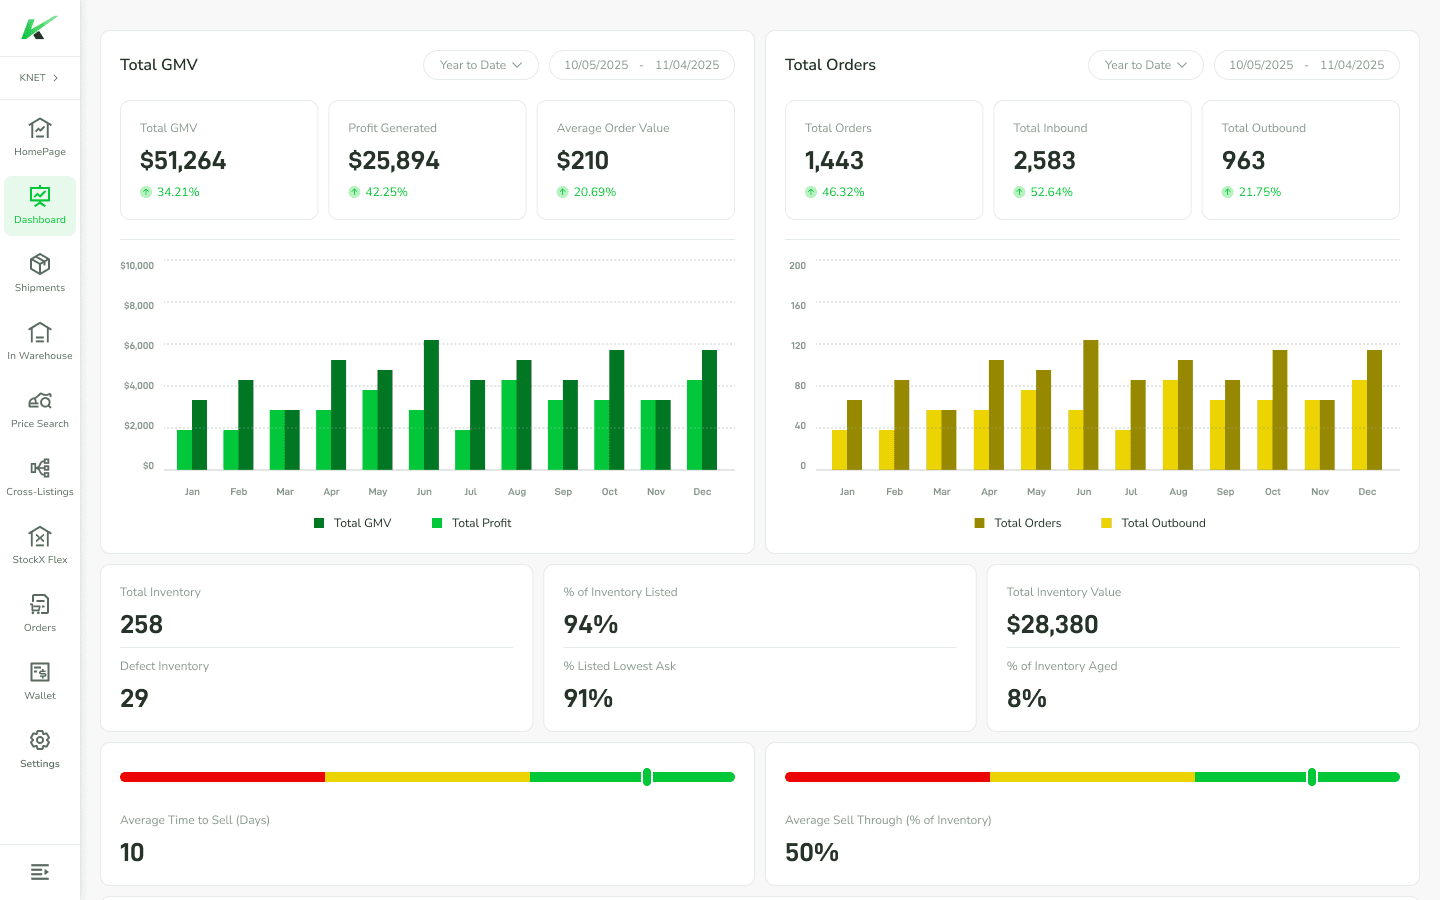 KNET
HomePage
Dashboard
Shipments
In Warehouse
Price Search
Cross-Listings
StockX Flex
Orders
Wallet
Settings
Total GMV
Year to Date
10/05/2025 - 11/04/2025
Total GMV
$51,264
34.21%
Profit Generated
$25,894
42.25%
Average Order Value
$210
20.69%
$10,000
$8,000
$6,000
$4,000
$2,000
$0
Jan Feb Mar Apr May Jun Jul Aug Sep Oct Nov Dec
Total GMV Total Profit
Total Orders
Year to Date
10/05/2025 - 11/04/2025
Total Orders
1,443
46.32%
Total Inbound
2,583
52.64%
Total Outbound
963
21.75%
200
160
120
80
40
0
Jan Feb Mar Apr May Jun Jul Aug Sep Oct Nov Dec
Total Orders Total Outbound
Total Inventory
258
Defect Inventory
29
% of Inventory Listed
94%
% Listed Lowest Ask
91%
Total Inventory Value
$28,380
% of Inventory Aged
8%
Average Time to Sell (Days)
10
Average Sell Through (% of Inventory)
50%